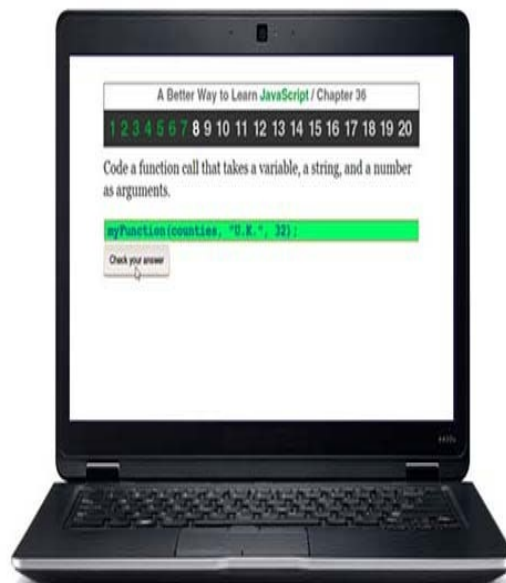 A Better Way to Learn JavaScript / Chapter 36
1 2 3 4 5 6 7 8 9 10 11 12 13 14 15 16 17 18 19 20
Code a function call that takes a variable, a string, and a number
as arguments.
myFunction(counties, "U.K.", 32);
Check your answer